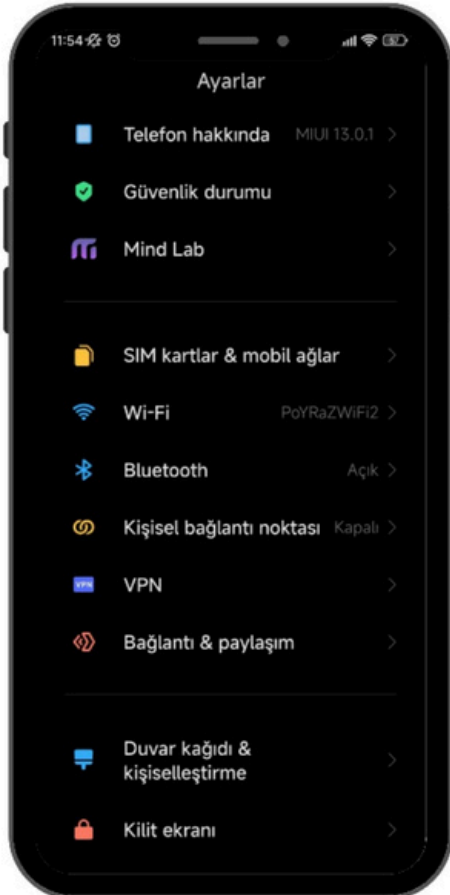 11:54
Ayarlar
Telefon hakkında MIUI 13.0.1
Güvenlik durumu
Mind Lab
SIM kartlar & mobil ağlar
Wi-Fi PoYRaZWiFi2
Bluetooth Açık
Kişisel bağlantı noktası Kapalı
VPN VPN
Bağlantı & paylaşım
Duvar kağıdı &
kişiselleştirme
Kilit ekranı